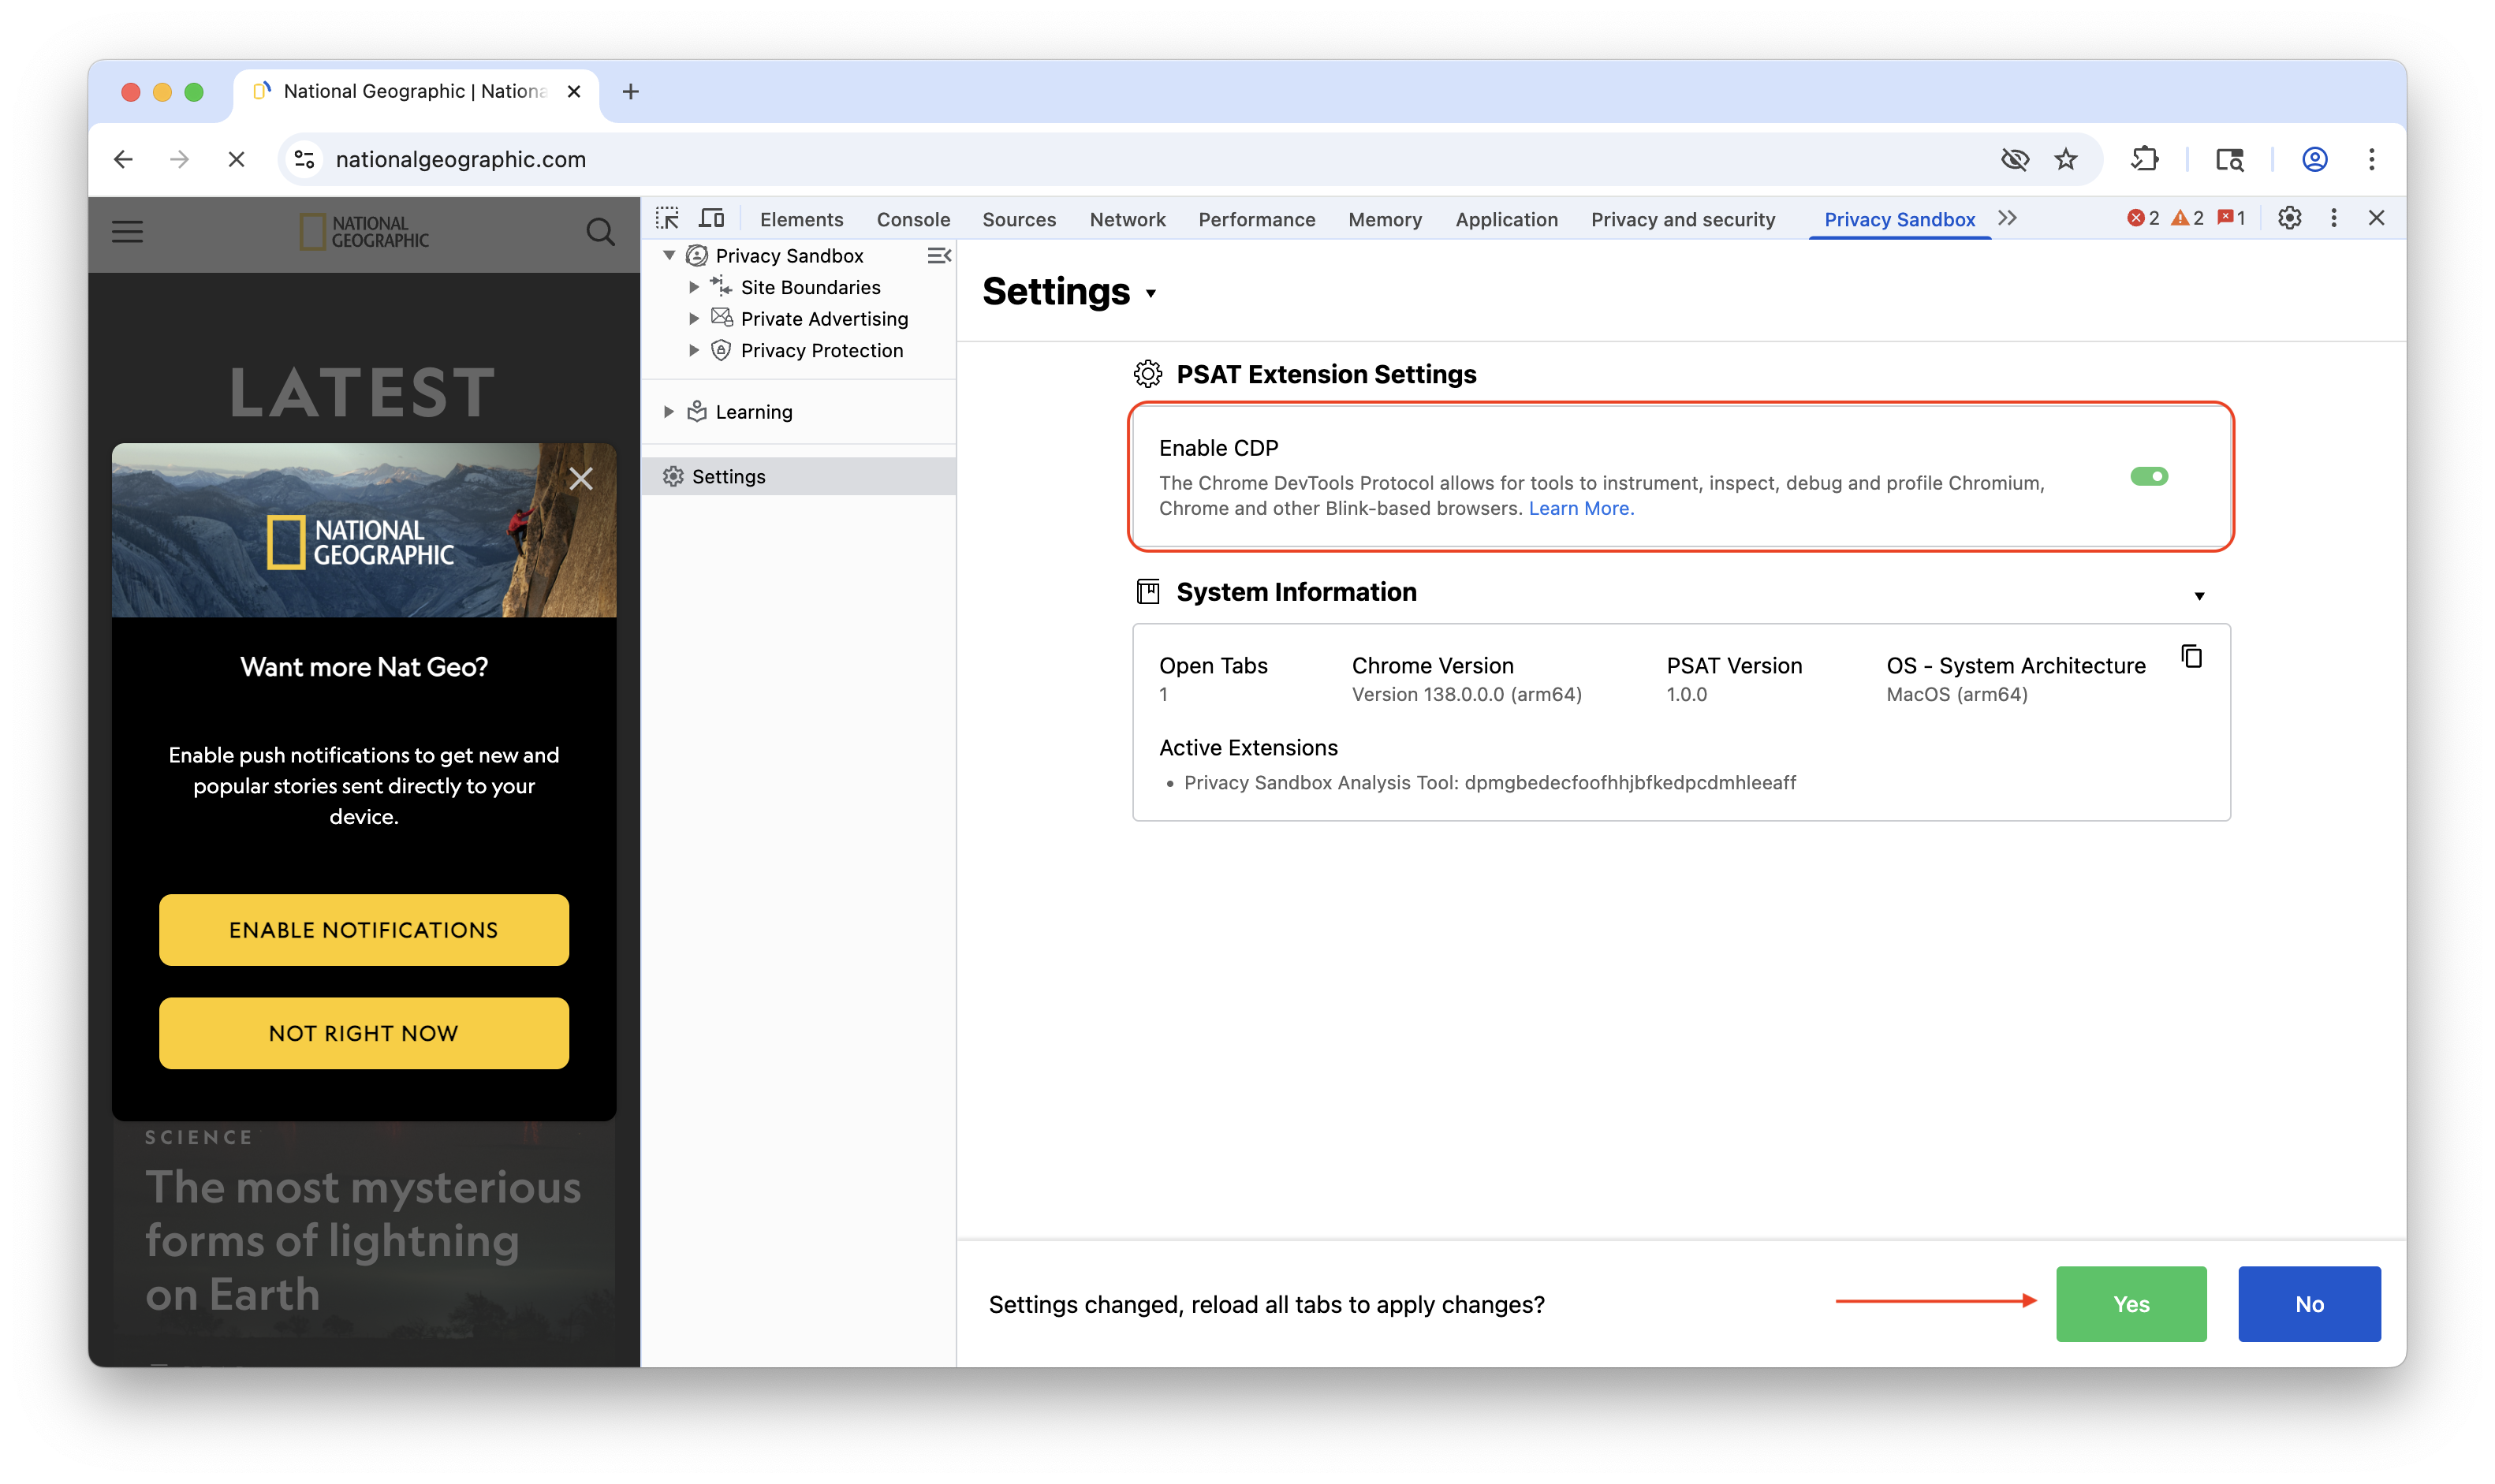 National Geographic | Nationa
nationalgeographic.com
NATIONAL
GEOGRAPHIC
LATEST
NATIONAL
GEOGRAPHIC
Want more Nat Geo?
Enable push notifications to get new and
popular stories sent directly to your
device.
ENABLE NOTIFICATIONS
NOT RIGHT NOW
SCIENCE
The most mysterious
forms of lightning
on Earth
Elements Console Sources Network Performance Memory Application Privacy and security Privacy Sandbox 2 2 1
Privacy Sandbox
Site Boundaries
Private Advertising
Privacy Protection
Learning
Settings
Settings
PSAT Extension Settings
Enable CDP
The Chrome DevTools Protocol allows for tools to instrument, inspect, debug and profile Chromium,
Chrome and other Blink-based browsers. Learn More.
System Information
Open Tabs Chrome Version PSAT Version OS - System Architecture
1 Version 138.0.0.0 (arm64) 1.0.0 MacOS (arm64)
Active Extensions
• Privacy Sandbox Analysis Tool: dpmgbedecfoofhhjbfkedpcdmhleeaff
Settings changed, reload all tabs to apply changes? Yes No